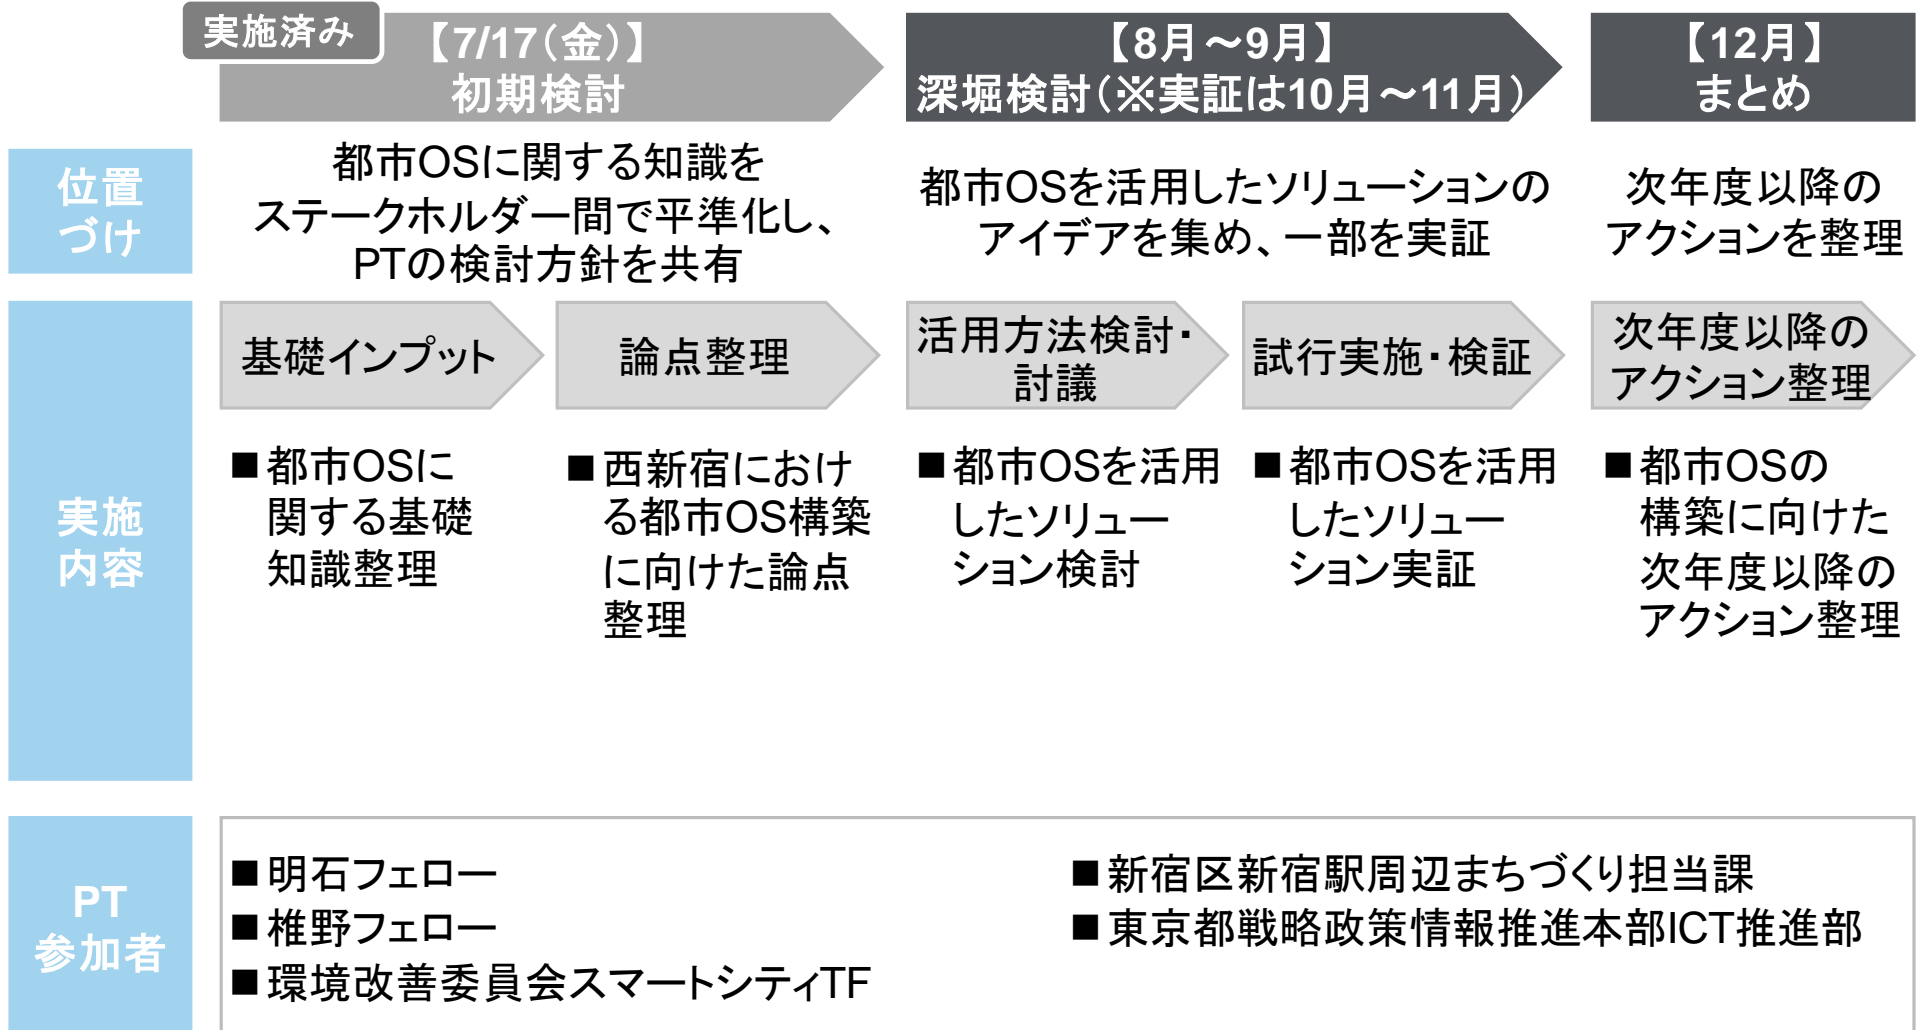 実施済み
【7/17(金)】
初期検討
【8月～9月】
深堀検討(※実証は10月～11月)
【12月】
まとめ
位置
づけ
都市OSに関する知識を
ステークホルダー間で平準化し、
PTの検討方針を共有
都市OSを活用したソリューションの
アイデアを集め、一部を実証
次年度以降の
アクションを整理
実施
内容
基礎インプット
論点整理
活用方法検討・
討議
試行実施・検証
次年度以降の
アクション整理
■都市OSに
関する基礎
知識整理
■西新宿におけ
る都市OS構築
に向けた論点
整理
■都市OSを活用
したソリュー
ション検討
■都市OSを活用
したソリュー
ション実証
■都市OSの
構築に向けた
次年度以降の
アクション整理
PT
参加者
■明石フェロー
■椎野フェロー
■環境改善委員会スマートシティTF
■新宿区新宿駅周辺まちづくり担当課
■東京都戦略政策情報推進本部ICT推進部